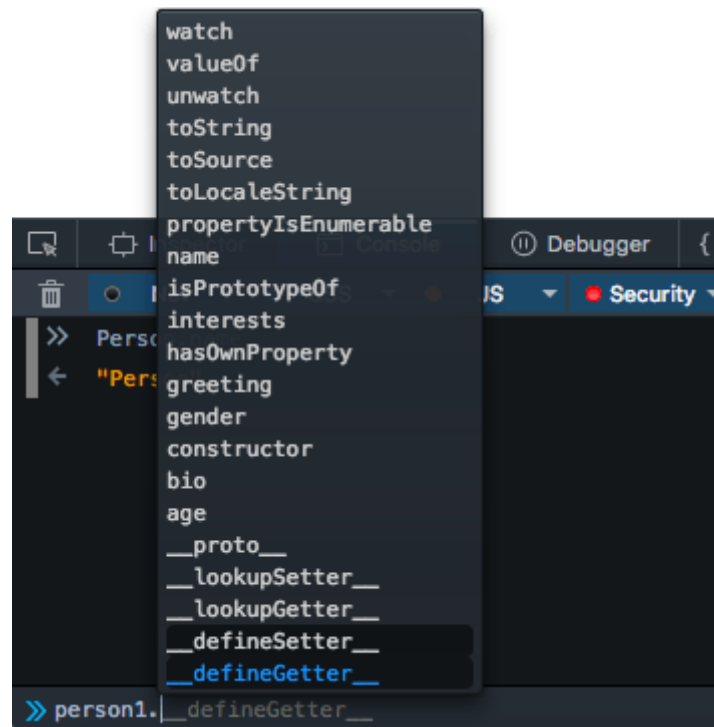 watch
valueOf
unwatch
toString
toSource
toLocaleString
propertyIsEnumerable
Debugger {
name
isPrototypeOf
JS Security
interests
hasOwnProperty
greeting
gender
constructor
bio
age
__proto__
__lookupSetter__
__lookupGetter__
__defineSetter__
__defineGetter__
» person1.__defineGetter__